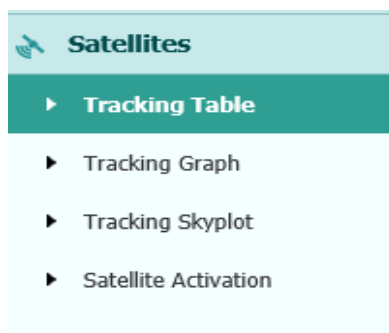 Satellites
Tracking Table
Tracking Graph
Tracking Skyplot
Satellite Activation